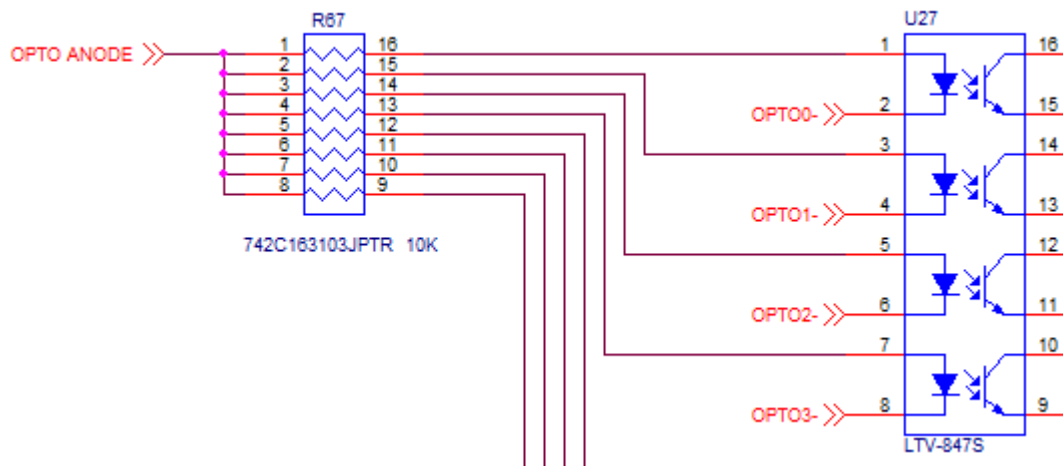 R67
U27
OPTO ANODE
1 16
2 15
3 14
4 13
5 12
6 11
7 10
8 9
742C163103JPTR 10K
1 16
OPTO0- 2 15
3 14
OPTO1- 4 13
5 12
OPTO2- 6 11
7 10
OPTO3- 8 9
LTV-847S